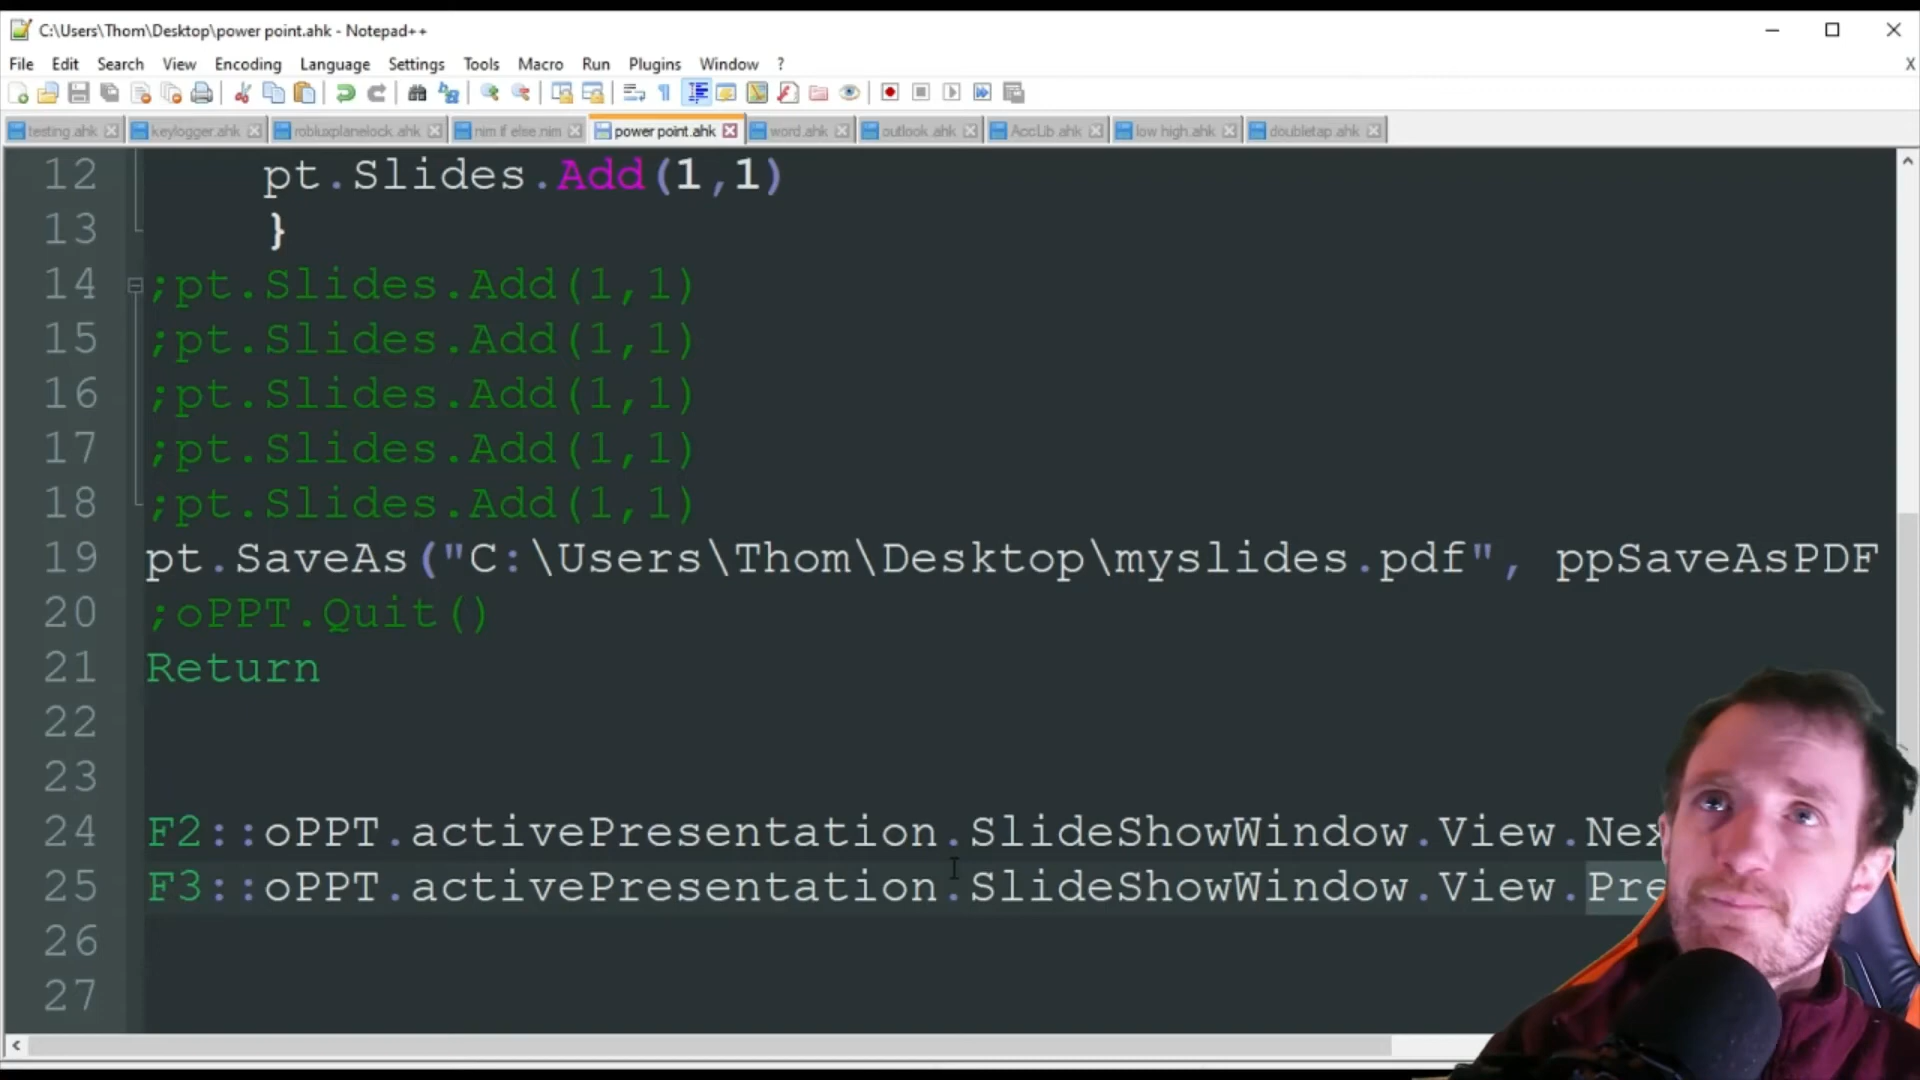 C:\Users\Thom\Desktop\power point.ahk - Notepad++
File Edit Search View Encoding Language Settings Tools Macro Run Plugins Window ? X
testing.ahk keylogger.ahk robluxplanelock.ahk nim if else.nim power point.ahk word.ahk outlook.ahk AccLib.ahk low high.ahk doubletap.ahk
12 pt.Slides.Add(1,1)
13 }
14 ;pt.Slides.Add(1,1)
15 ;pt.Slides.Add(1,1)
16 ;pt.Slides.Add(1,1)
17 ;pt.Slides.Add(1,1)
18 ;pt.Slides.Add(1,1)
19 pt.SaveAs("C:\Users\Thom\Desktop\myslides.pdf", ppSaveAsPDF
20 ;oPPT.Quit()
21 Return
22
23
24 F2::oPPT.activePresentation.SlideShowWindow.View.Nex
25 F3::oPPT.activePresentation.SlideShowWindow.View.Pre
26
27